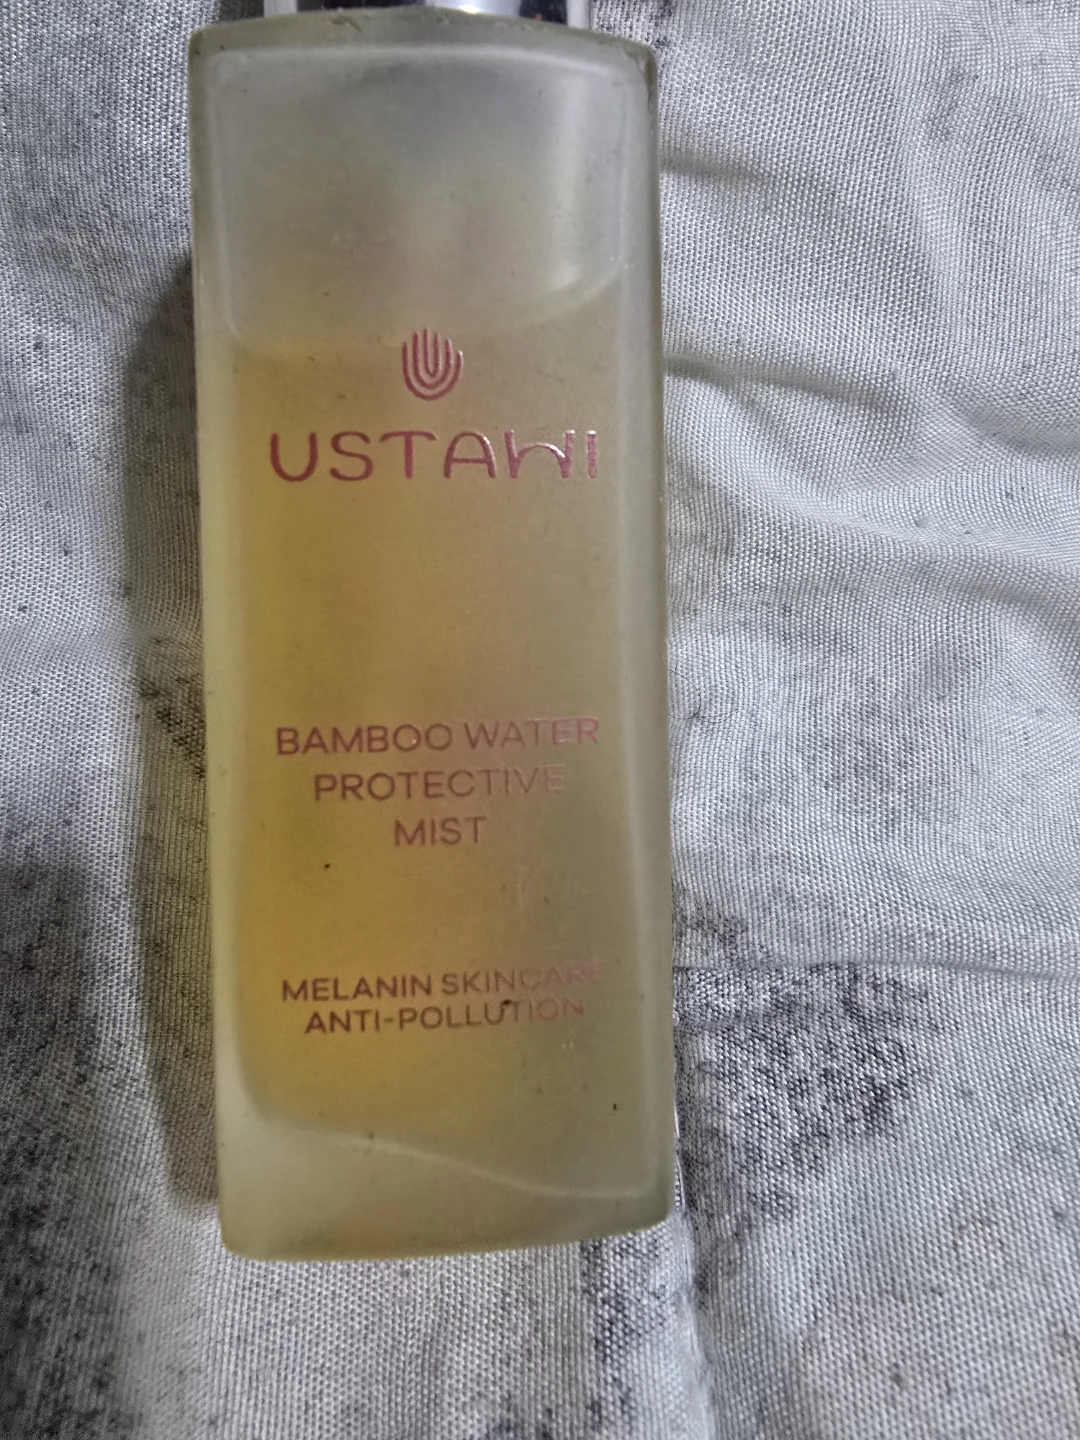 USTAWI
BAMBOO WATER
PROTECTIVE
MIST
MELANIN SKINCARE
ANTI-POLLUTION